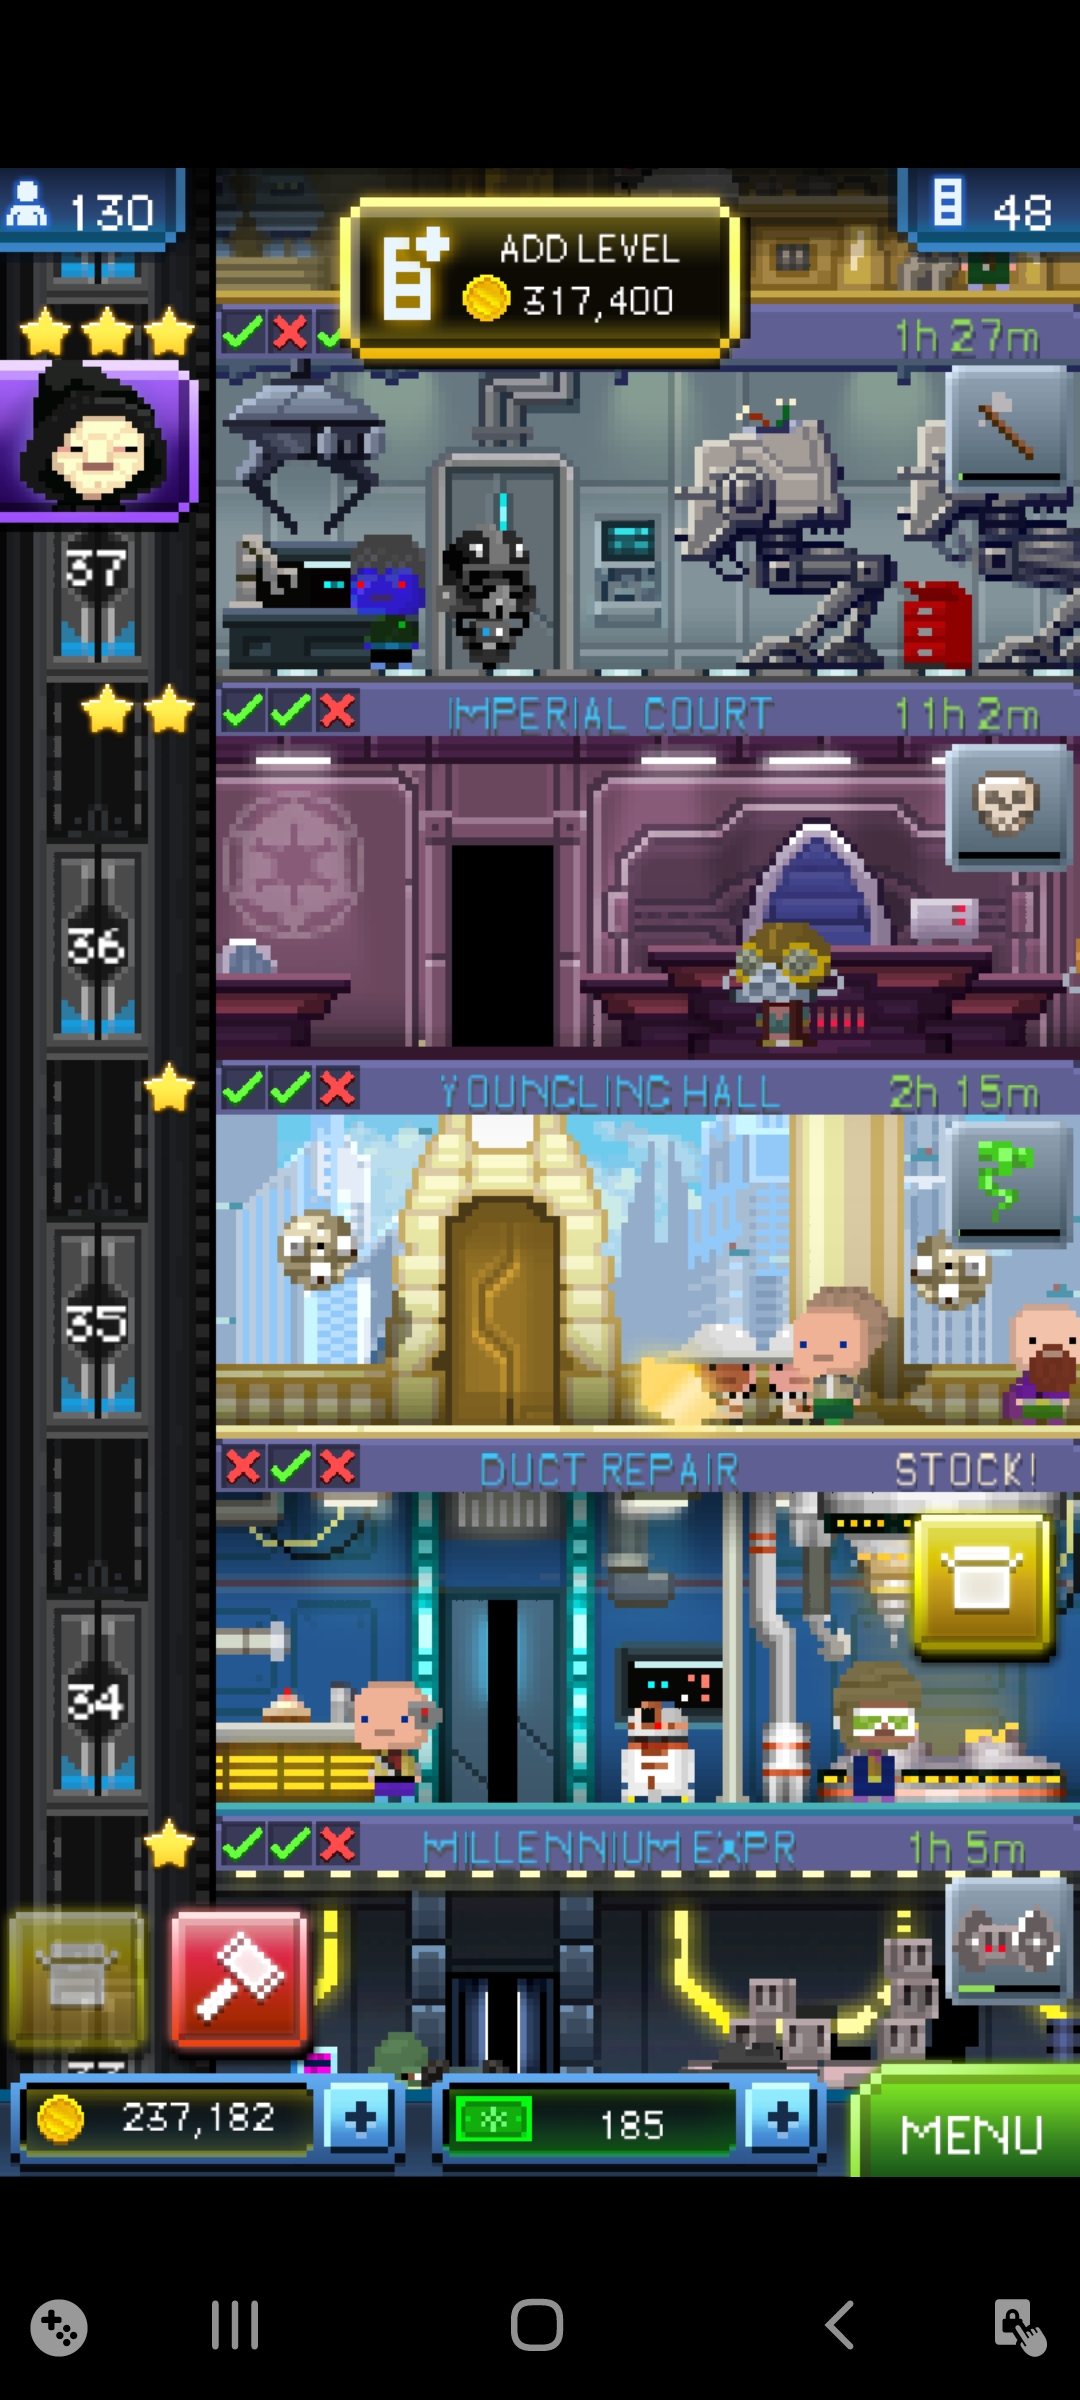 130
ADD LEVEL
317,400
48
1h 27m
37
IMPERIAL COURT
11h 2m
36
YOUNGLING HALL
2h 15m
35
DUCT REPAIR
STOCK!
34
MILLENNIUM EXPR
1h 5m
237,182
185
MENU